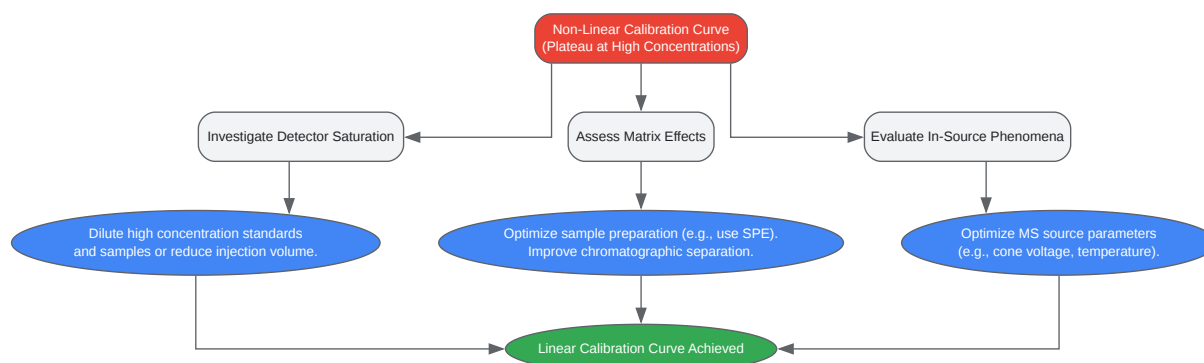 Non-Linear Calibration Curve
(Plateau at High Concentrations)
Investigate Detector Saturation
Assess Matrix Effects
Evaluate In-Source Phenomena
Dilute high concentration standards
and samples or reduce injection volume.
Optimize sample preparation (e.g., use SPE).
Improve chromatographic separation.
Optimize MS source parameters
(e.g., cone voltage, temperature).
Linear Calibration Curve Achieved